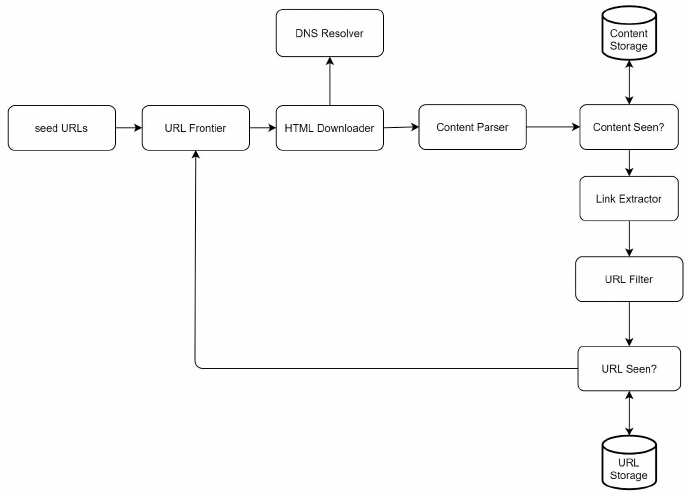 DNS Resolver
Content
Storage
seed URLs
URL Frontier
HTML Downloader
Content Parser
Content Seen?
Link Extractor
URL Filter
URL Seen?
URL
Storage